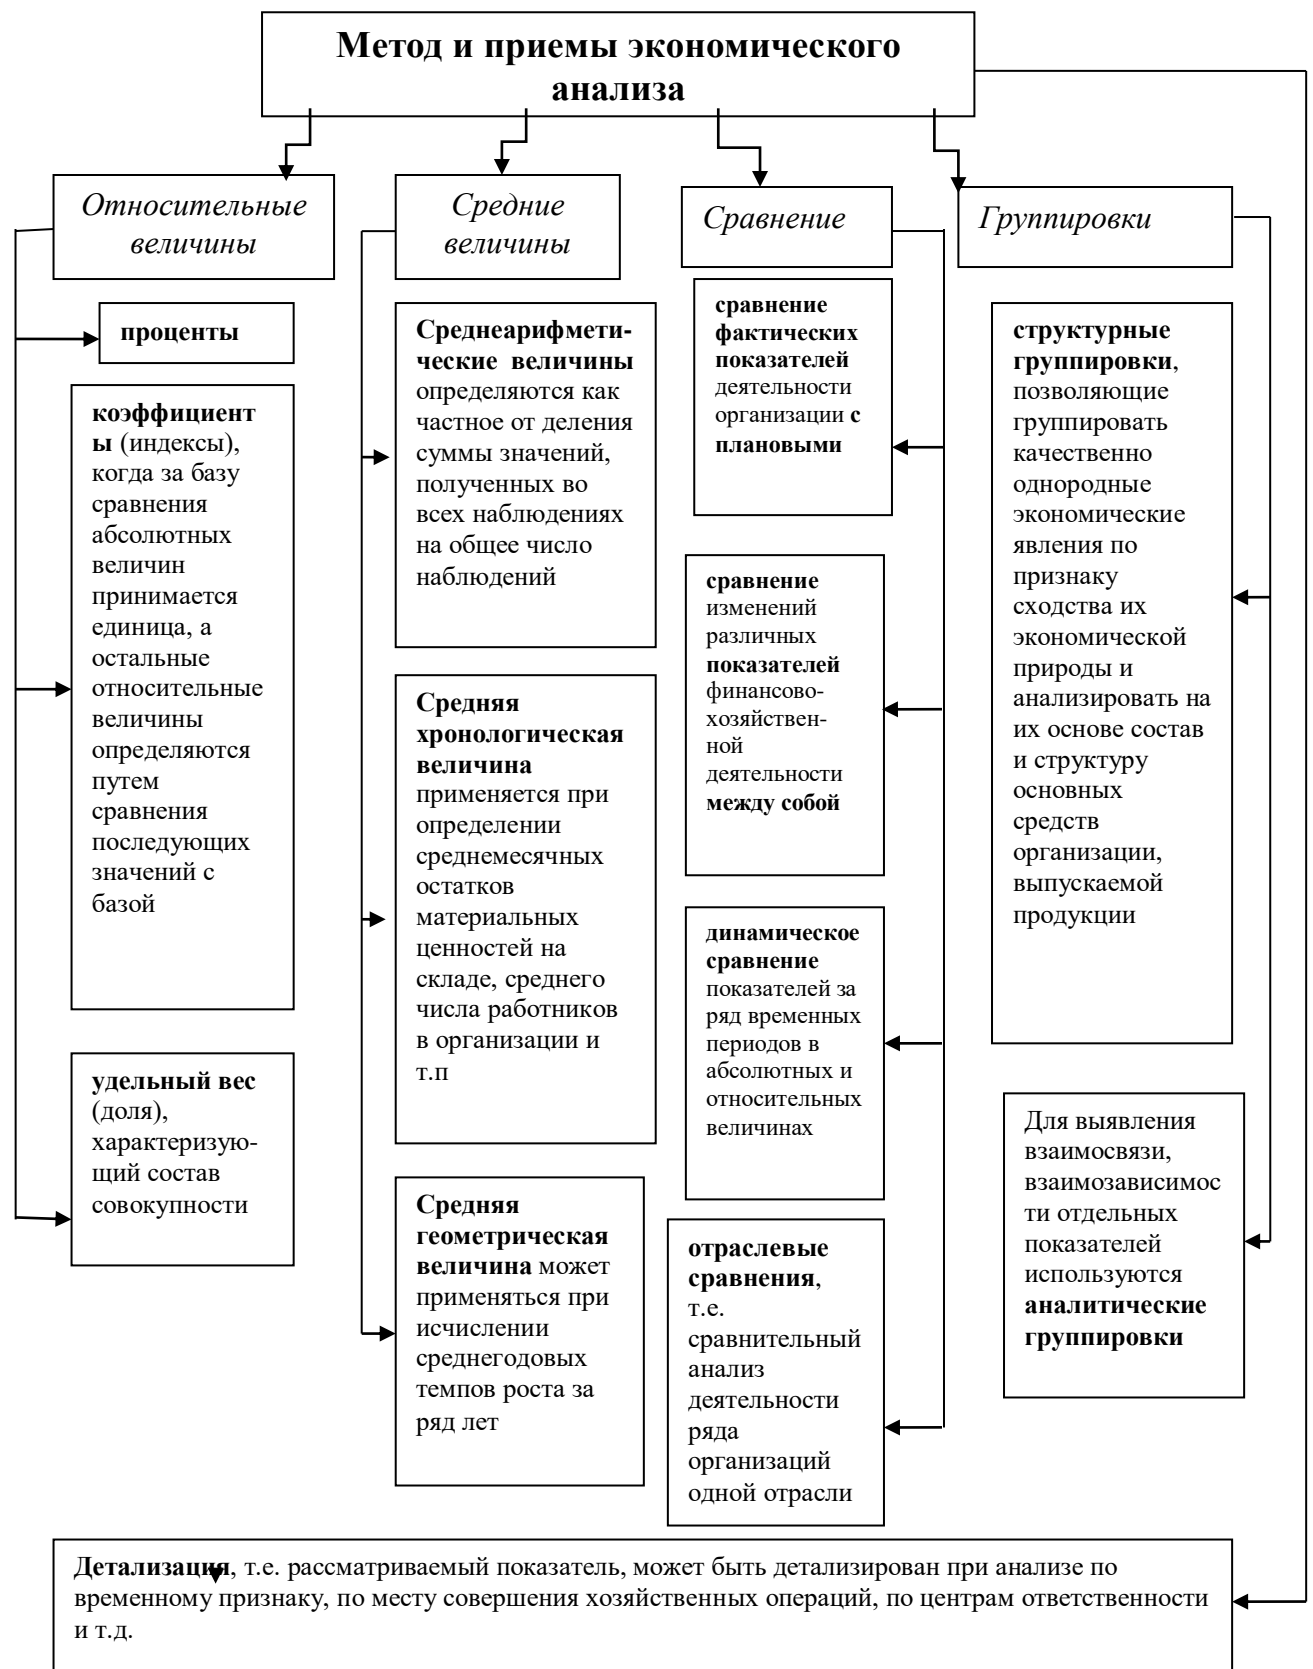 Метод и приемы экономического
анализа
Относительные
величины
Средние
величины
Сравнение
Группировки
проценты
коэффициент
ы (индексы),
когда за базу
сравнения
абсолютных
величин
принимается
единица, а
остальные
относительные
величины
определяются
путем
сравнения
последующих
значений с
базой
удельный вес
(доля),
характеризую-
щий состав
совокупности
Среднеарифмети-
ческие величины
определяются как
частное от деления
суммы значений,
полученных во
всех наблюдениях
на общее число
наблюдений
Средняя
хронологическая
величина
применяется при
определении
среднемесячных
остатков
материальных
ценностей на
складе, среднего
числа работников
в организации и
т.п
Средняя
геометрическая
величина может
применяться при
исчислении
среднегодовых
темпов роста за
ряд лет
сравнение
фактических
показателей
деятельности
организации с
плановыми
сравнение
изменений
различных
показателей
финансово-
хозяйствен-
ной
деятельности
между собой
динамическое
сравнение
показателей за
ряд временных
периодов в
абсолютных и
относительных
величинах
отраслевые
сравнения,
т.е.
сравнительный
анализ
деятельности
ряда
организаций
одной отрасли
структурные
группировки,
позволяющие
группировать
качественно
однородные
экономические
явления по
признаку
сходства их
экономической
природы и
анализировать на
их основе состав
и структуру
основных
средств
организации,
выпускаемой
продукции
Для выявления
взаимосвязи,
взаимозависимос
ти отдельных
показателей
используются
аналитические
группировки
Детализация, т.е. рассматриваемый показатель, может быть детализирован при анализе по
временному признаку, по месту совершения хозяйственных операций, по центрам ответственности
и т.д.